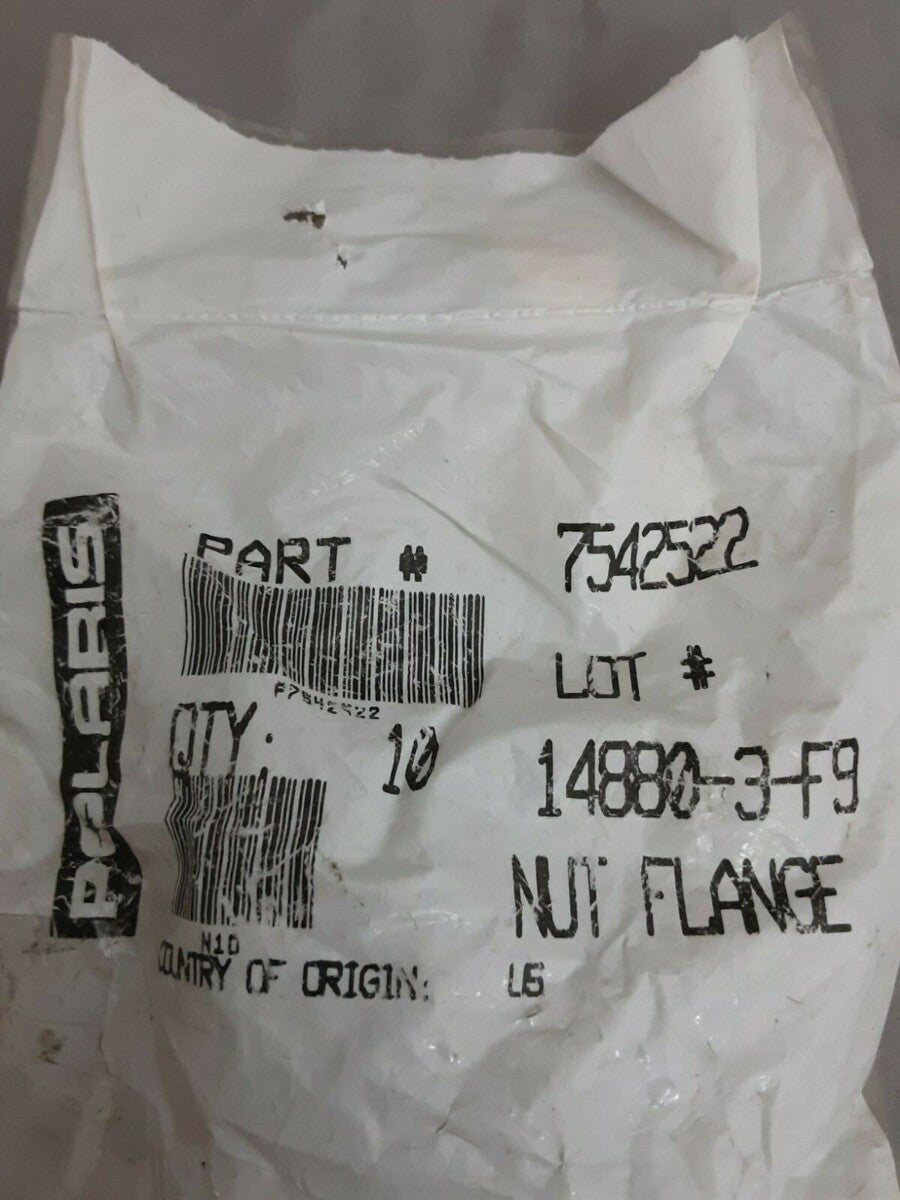 POLARIS
PART # 7542522
P7542522
LOT #
QTY. 10
14880-3-F9
NUT FLANGE
N10
COUNTRY OF ORIGIN: US